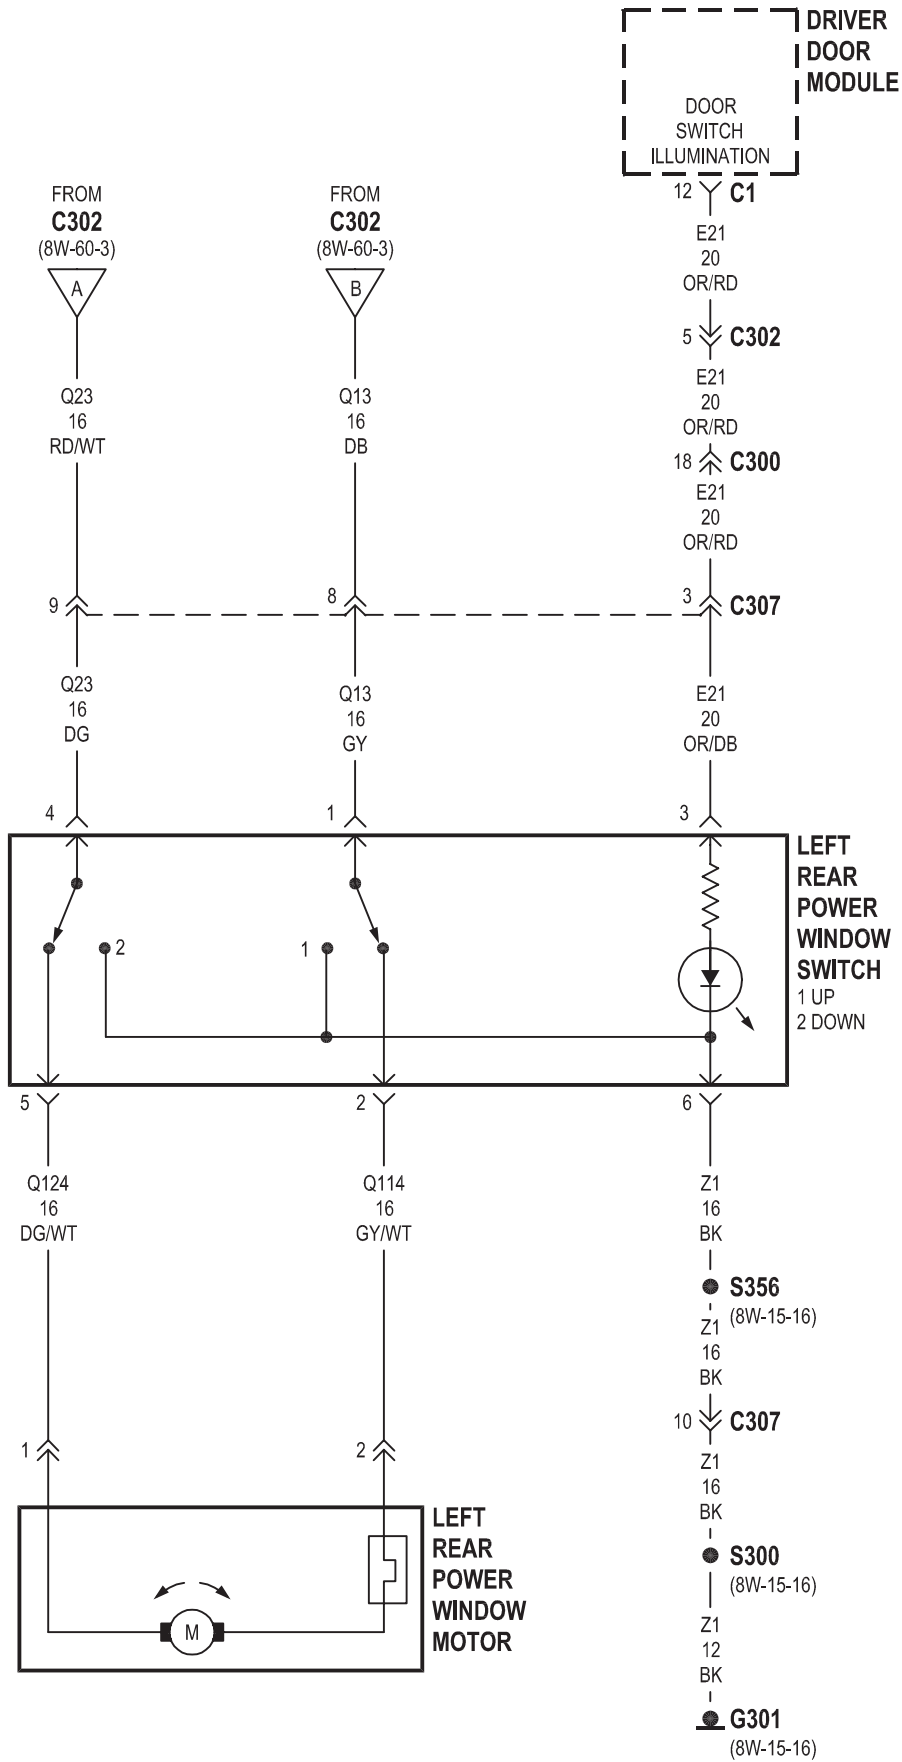 DRIVER
DOOR
MODULE
DOOR
SWITCH
ILLUMINATION
12 C1
FROM
C302
(8W-60-3)
A
FROM
C302
(8W-60-3)
B
E21
20
OR/RD
5 C302
E21
20
OR/RD
18 C300
E21
20
OR/RD
Q23
16
RD/WT
Q13
16
DB
9
8
3 C307
Q23
16
DG
Q13
16
GY
E21
20
OR/DB
4
1
3
LEFT
REAR
POWER
WINDOW
SWITCH
1 UP
2 DOWN
2
1
5
2
6
Q124
16
DG/WT
Q114
16
GY/WT
Z1
16
BK
S356
(8W-15-16)
Z1
16
BK
10 C307
Z1
16
BK
S300
(8W-15-16)
Z1
12
BK
G301
(8W-15-16)
1
2
LEFT
REAR
POWER
WINDOW
MOTOR
M